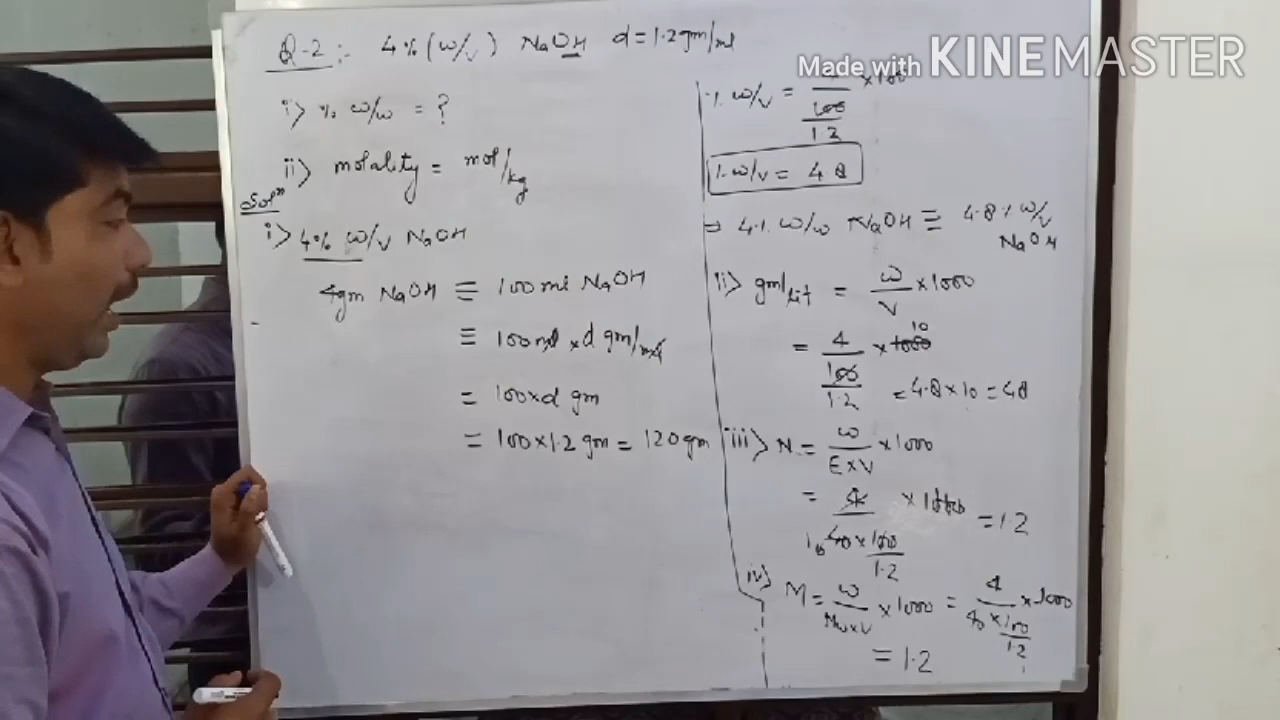 Q-2 :- 4% (W/V) NaOH d = 1.2 gm/ml
i> % W/W = ?
ii> molality = mol/kg
Solⁿ
i> 4% W/V NaOH
4gm NaOH ≡ 100 ml NaOH
≡ 100 ml × d gm/ml
= 100 × d gm
= 100 × 1.2 gm = 120 gm
Made with KINEMASTER
% W/V = 4/(100/1.2) × 100
% W/V = 4.8
⇒ 4% W/W NaOH ≡ 4.8% W/V NaOH
ii> gm/lit = W/V × 1000
= 4/(100/1.2) × 1000 10
= 4.8 × 10 = 48
iii> N = W/(E×V) × 1000
= 4/(40 × 100/1.2) × 1000 = 1.2
iv> M = W/(Mw×V) × 1000 = 4/(40 × 100/1.2) × 1000
= 1.2